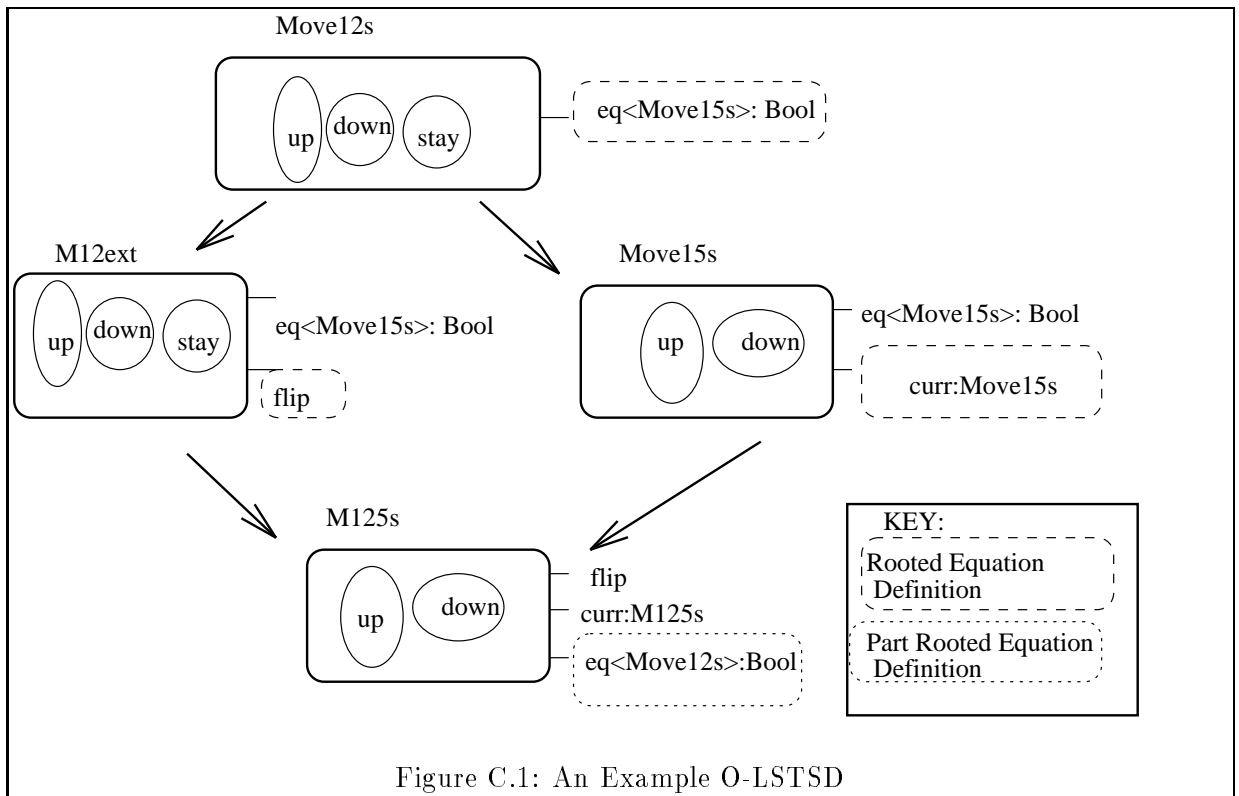 Move12s
eq<Move15s>: Bool
up
down
stay
M12ext
Move15s
up
down
stay
eq<Move15s>: Bool
flip
up
down
eq<Move15s>: Bool
curr:Move15s
M125s
up
down
flip
curr:M125s
eq<Move12s>:Bool
KEY:
Rooted Equation
Definition
Part Rooted Equation
Definition
Figure C.1: An Example O-LSTSD